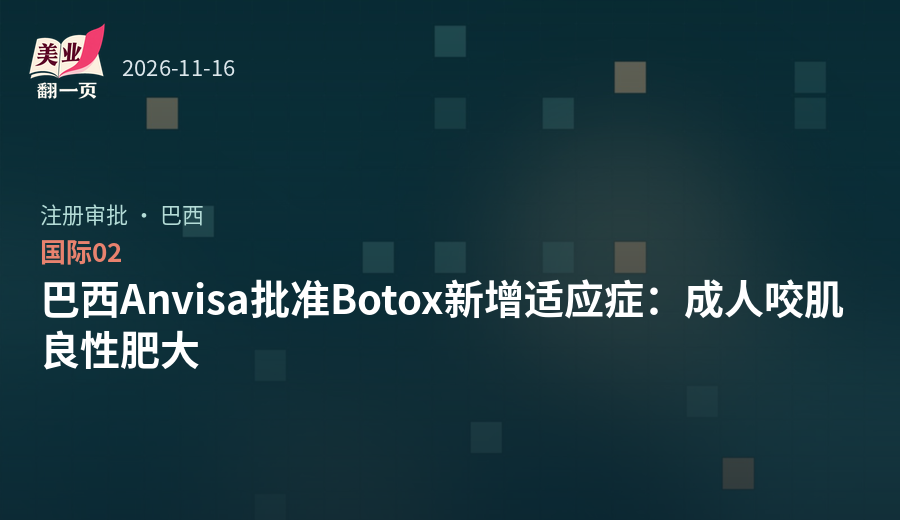 美业
翻一页
2026-11-16
注册审批 · 巴西
国际02
巴西Anvisa批准Botox新增适应症：成人咬肌
良性肥大